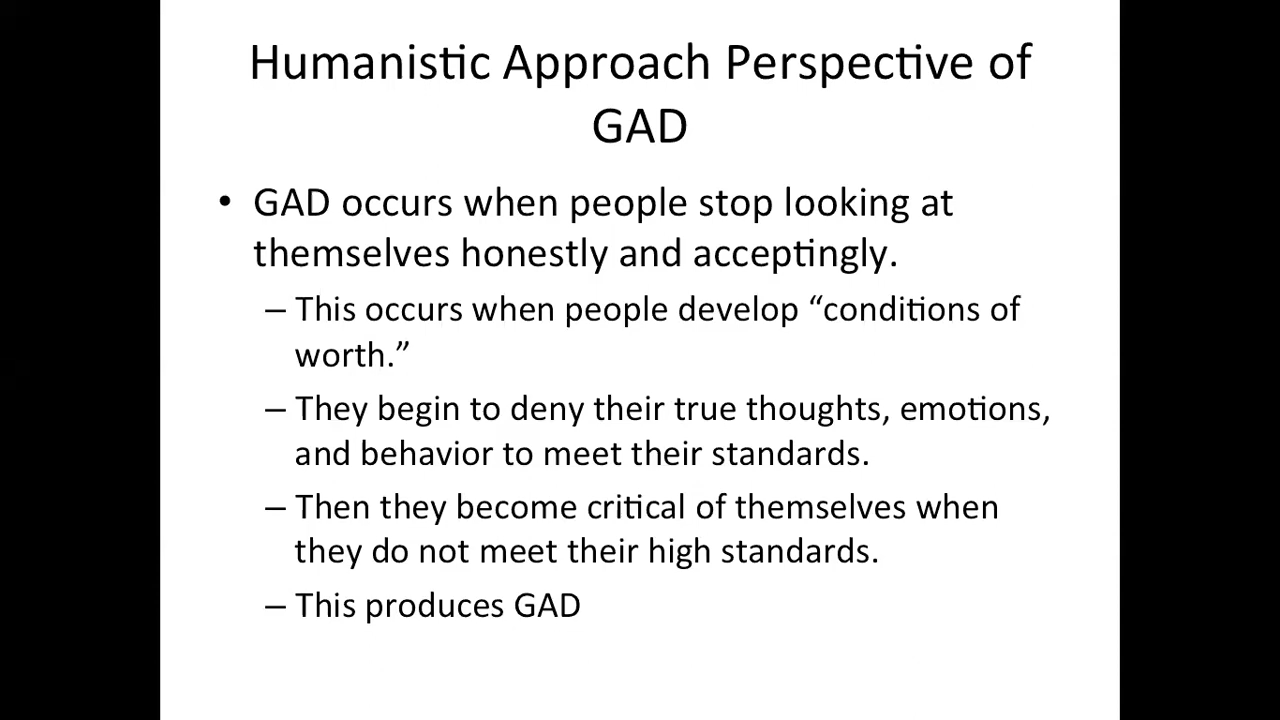 Humanistic Approach Perspective of
GAD
• GAD occurs when people stop looking at
themselves honestly and acceptingly.
– This occurs when people develop “conditions of
worth.”
– They begin to deny their true thoughts, emotions,
and behavior to meet their standards.
– Then they become critical of themselves when
they do not meet their high standards.
– This produces GAD